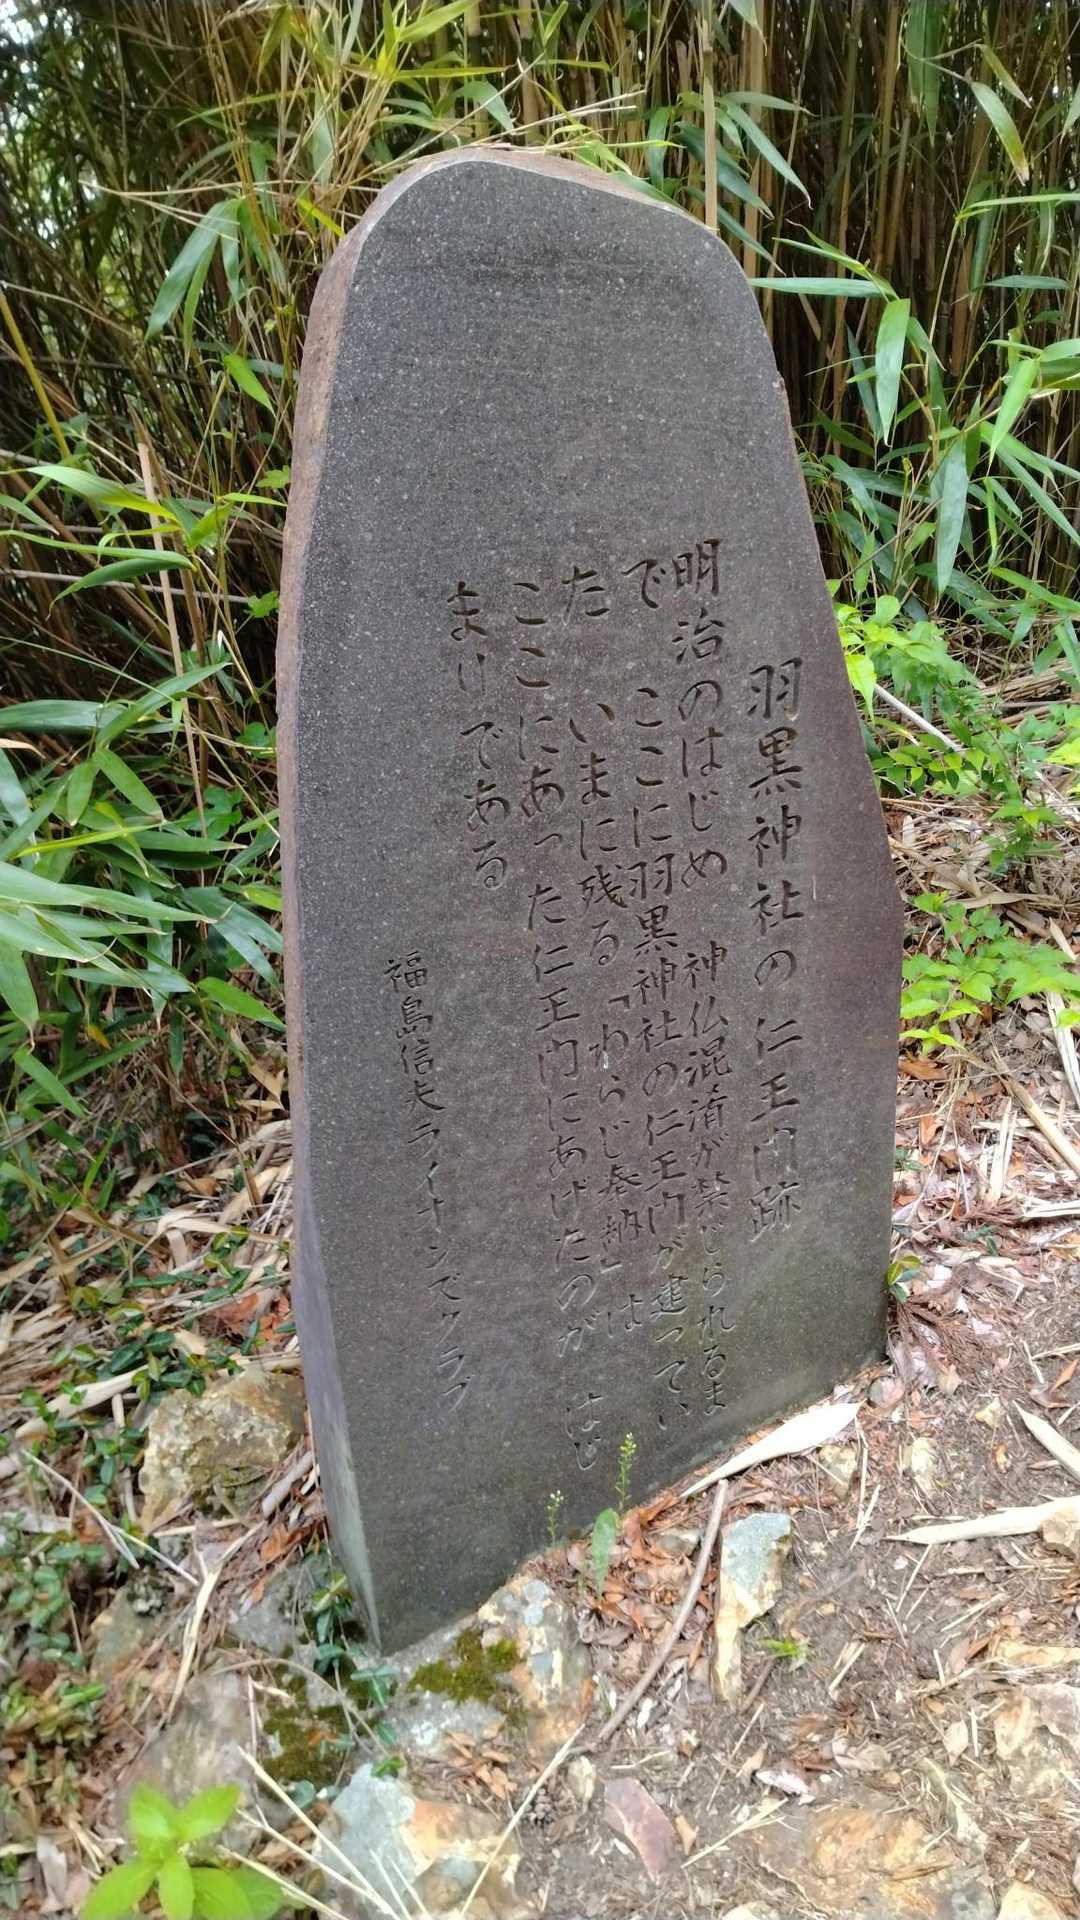 羽黒神社の仁王門跡
明治のはじめ 神仏混淆が禁じられるま
で ここに羽黒神社の仁王門が建ってい
た いまに残る「わらじ奉納」は
ここにあった仁王門にあげたのが はじ
まりである
福島信夫ライオンズクラブ